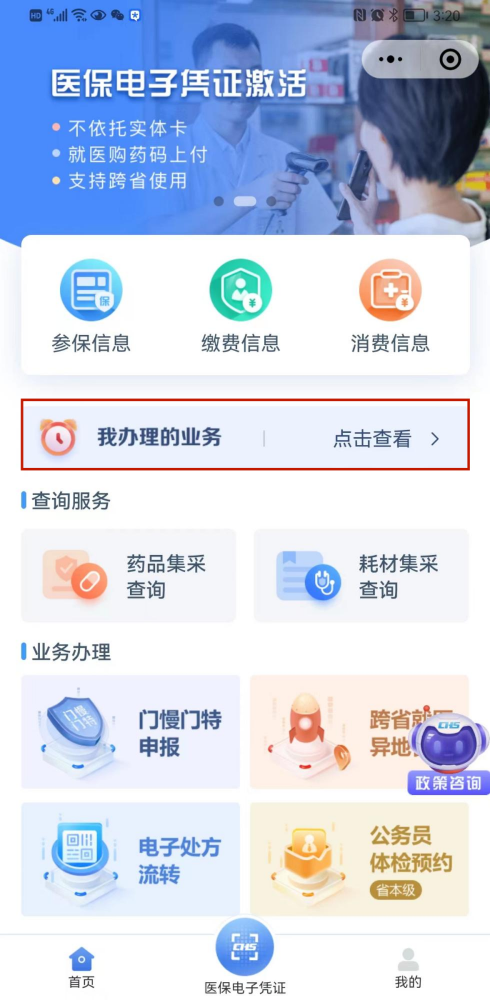 HD 4G 3:20
医保电子凭证激活
不依托实体卡
就医购药码上付
支持跨省使用
保
¥
¥
参保信息
缴费信息
消费信息
我办理的业务
点击查看
查询服务
药品集采
查询
耗材集采
查询
业务办理
门慢
门特
门慢门特
申报
跨省就医
异地
CHS
政策咨询
电子处方
流转
公务员
体检预约
省本级
CHS
首页
医保电子凭证
我的